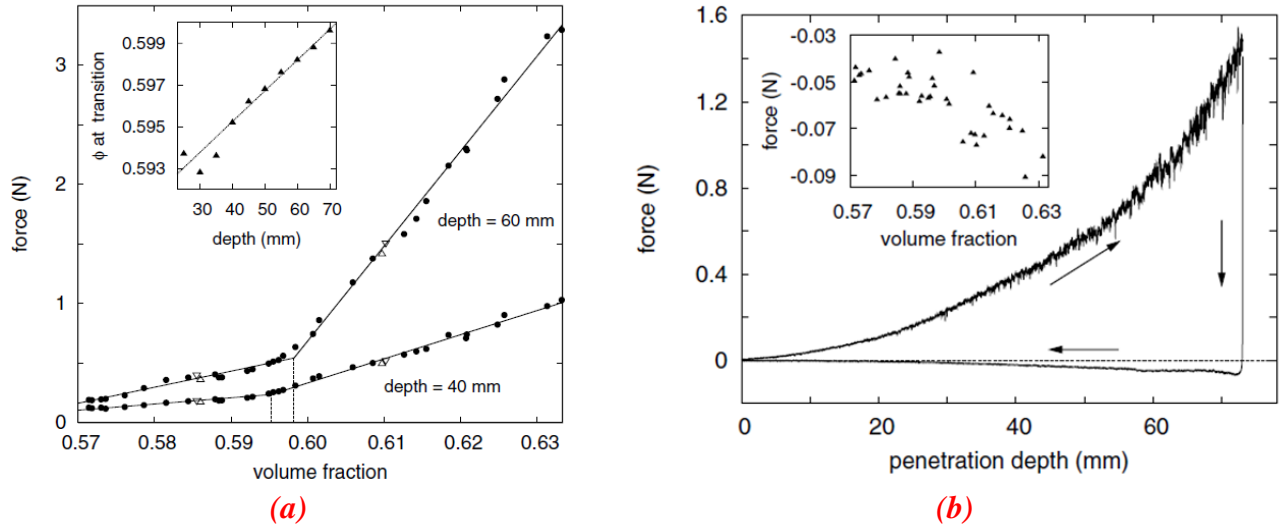 0.599
0.597
0.595
0.593
ϕ at transition
30 40 50 60 70
depth (mm)
3
2
1
0
force (N)
depth = 60 mm
depth = 40 mm
0.57 0.58 0.59 0.60 0.61 0.62 0.63
volume fraction
(a)
1.6
1.2
0.8
0.4
0
force (N)
-0.03
-0.05
-0.07
-0.09
force (N)
0.57 0.59 0.61 0.63
volume fraction
0 20 40 60
penetration depth (mm)
(b)